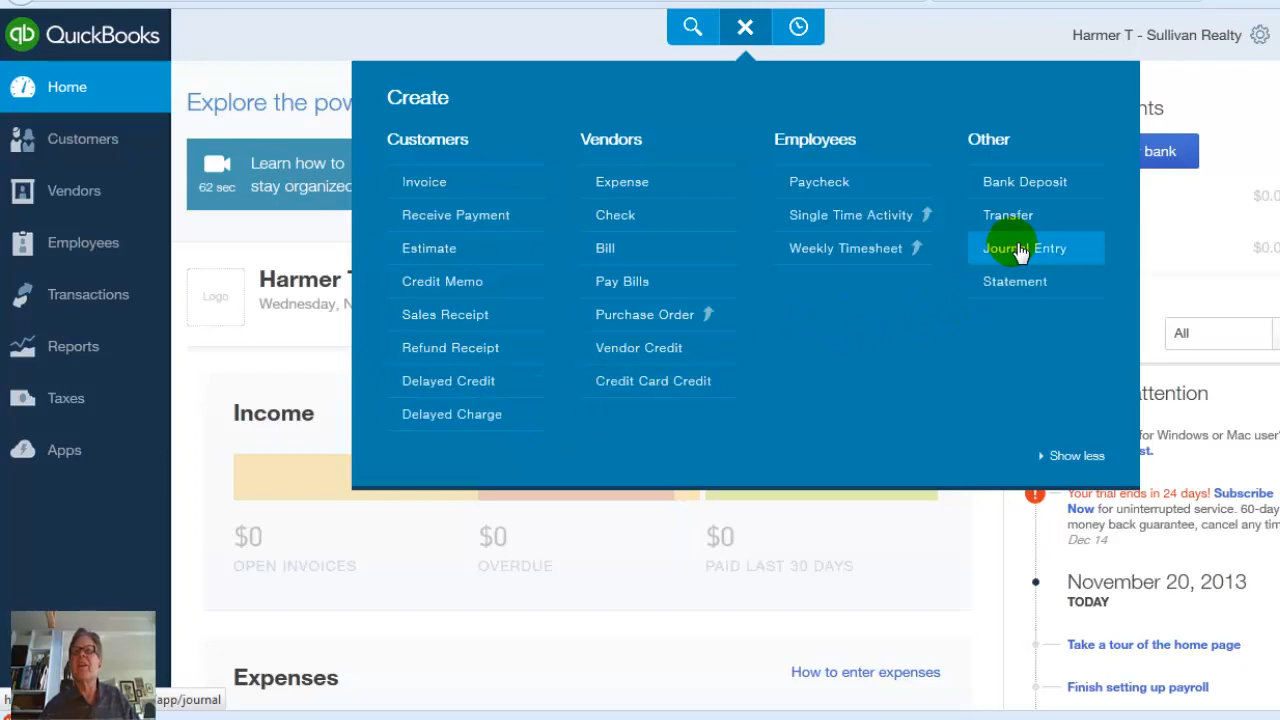 qb QuickBooks
Harmer T - Sullivan Realty
Home
Customers
Vendors
Employees
Transactions
Reports
Taxes
Apps
Explore the pow
62 sec
Learn how to
stay organized
Logo
Harmer T
Wednesday, N
Create
Customers
Invoice
Receive Payment
Estimate
Credit Memo
Sales Receipt
Refund Receipt
Delayed Credit
Delayed Charge
Vendors
Expense
Check
Bill
Pay Bills
Purchase Order
Vendor Credit
Credit Card Credit
Employees
Paycheck
Single Time Activity
Weekly Timesheet
Other
Bank Deposit
Transfer
Journal Entry
Statement
Show less
Income
$0
OPEN INVOICES
$0
OVERDUE
$0
PAID LAST 30 DAYS
Expenses
How to enter expenses
nts
bank
$0.
$0.
All
ttention
for Windows or Mac user'
st.
Your trial ends in 24 days! Subscribe
Now for uninterrupted service. 60-day
money back guarantee, cancel any tim
Dec 14
November 20, 2013
TODAY
Take a tour of the home page
Finish setting up payroll
h
app/journal